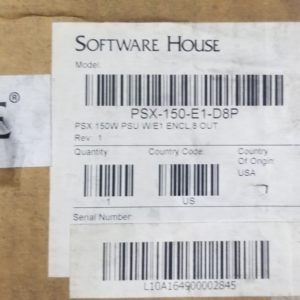 SOFTWARE HOUSE
®
Model:
PSX-150-E1-D8P
PSX 150W PSU W/E1 ENCL,8 OUT
Rev.: 1
Quantity
Country Code:
Country Of Origin:
1
US
USA
Serial Number:
L10A164900002845